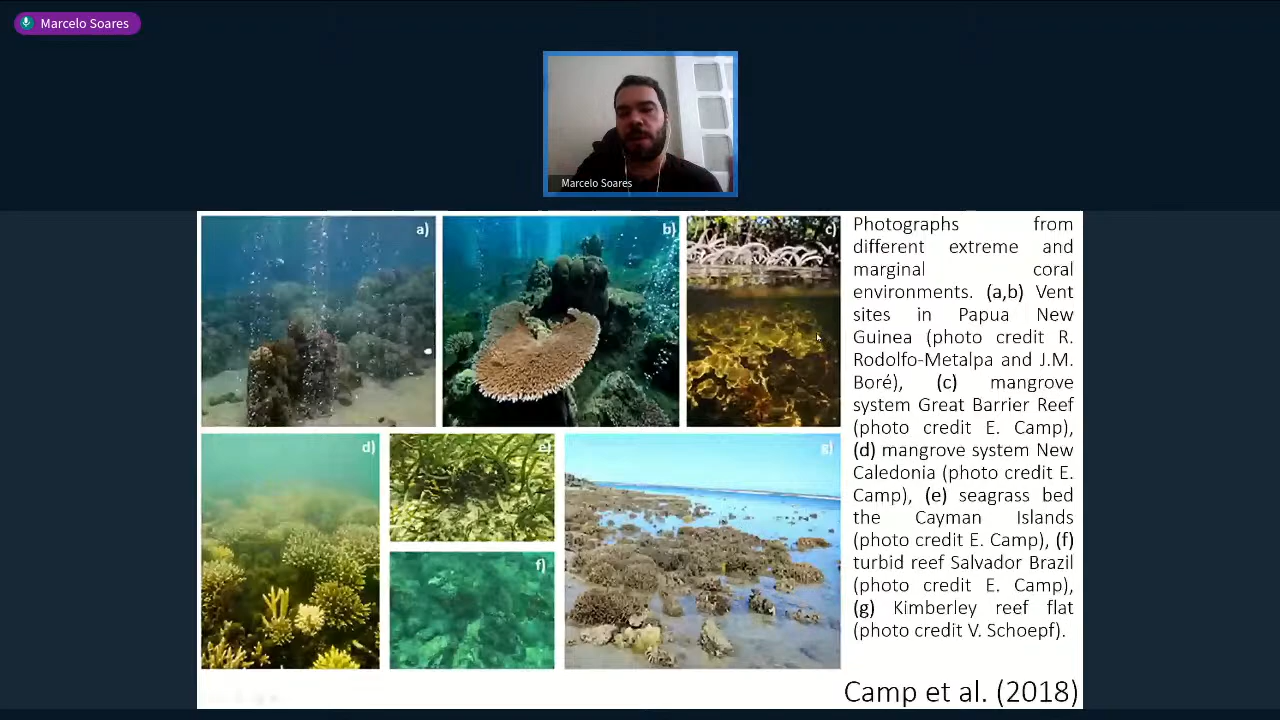 Marcelo Soares
Marcelo Soares
a)
b)
c)
d)
e)
f)
g)
Photographs from
different extreme and
marginal coral
environments. (a,b) Vent
sites in Papua New
Guinea (photo credit R.
Rodolfo-Metalpa and J.M.
Boré), (c) mangrove
system Great Barrier Reef
(photo credit E. Camp),
(d) mangrove system New
Caledonia (photo credit E.
Camp), (e) seagrass bed
the Cayman Islands
(photo credit E. Camp), (f)
turbid reef Salvador Brazil
(photo credit E. Camp),
(g) Kimberley reef flat
(photo credit V. Schoepf).
Camp et al. (2018)